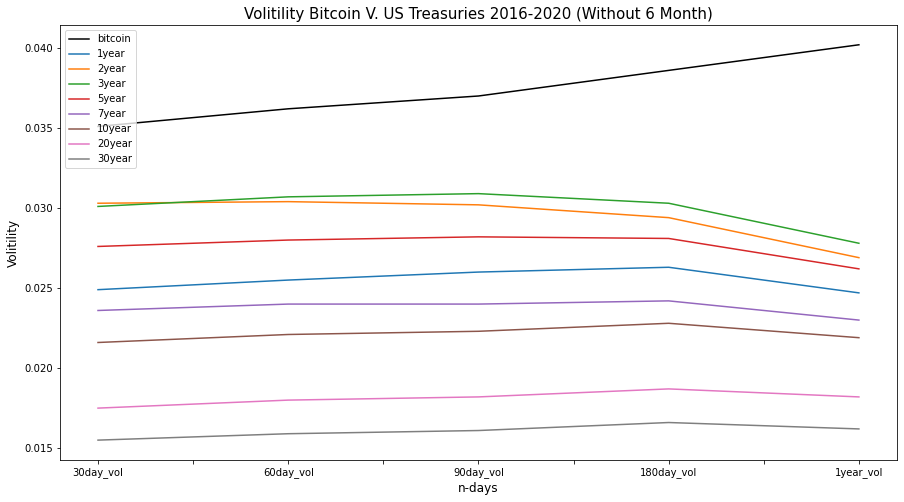 Volitility Bitcoin V. US Treasuries 2016-2020 (Without 6 Month)
bitcoin
1year
2year
3year
5year
7year
10year
20year
30year
0.040
0.035
0.030
0.025
0.020
0.015
Volitility
30day_vol
60day_vol
90day_vol
180day_vol
1year_vol
n-days